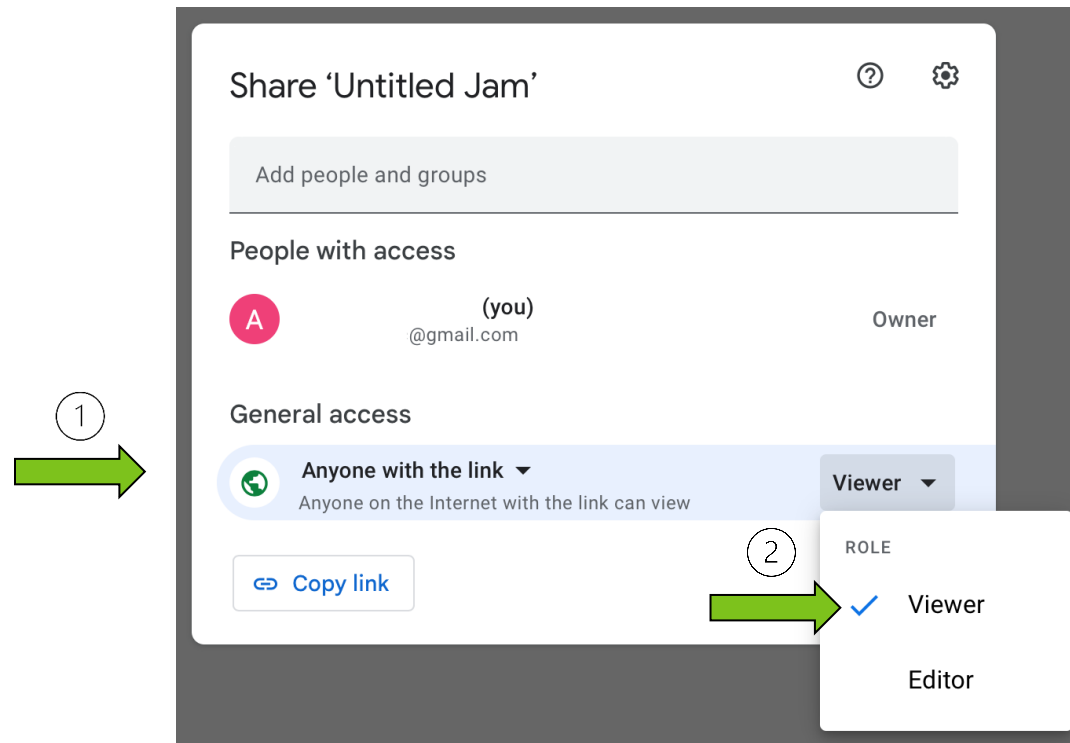 Share ‘Untitled Jam’
Add people and groups
People with access
A
(you)
@gmail.com
Owner
1
General access
Anyone with the link
Anyone on the Internet with the link can view
Viewer
2
ROLE
Viewer
Editor
Copy link